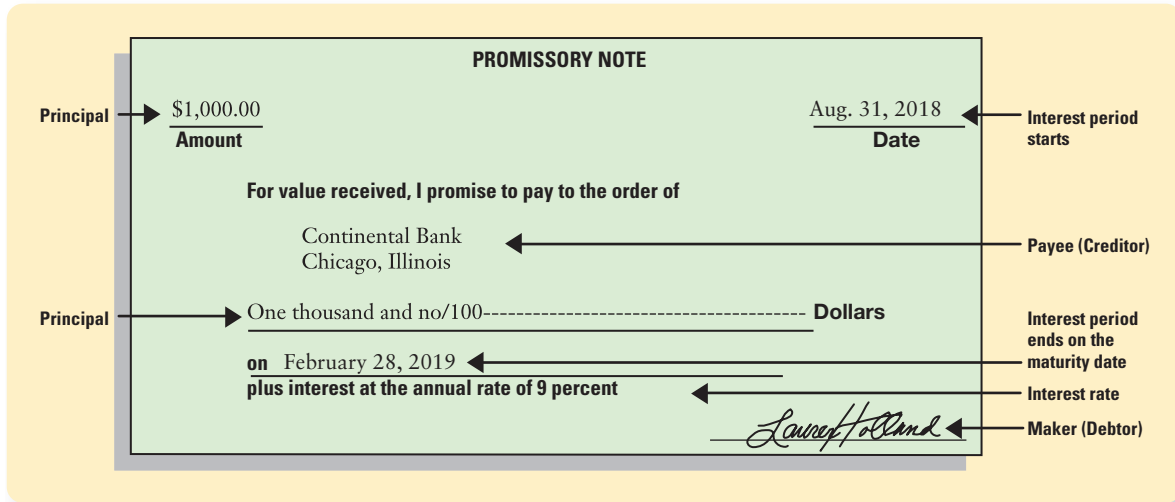 PROMISSORY NOTE
Principal
$1,000.00
Amount
Aug. 31, 2018
Date
Interest period
starts
For value received, I promise to pay to the order of
Continental Bank
Chicago, Illinois
Payee (Creditor)
Principal
One thousand and no/100------------------------------------------------ Dollars
on February 28, 2019
Interest period
ends on the
maturity date
plus interest at the annual rate of 9 percent
Interest rate
Lauren Holland
Maker (Debtor)